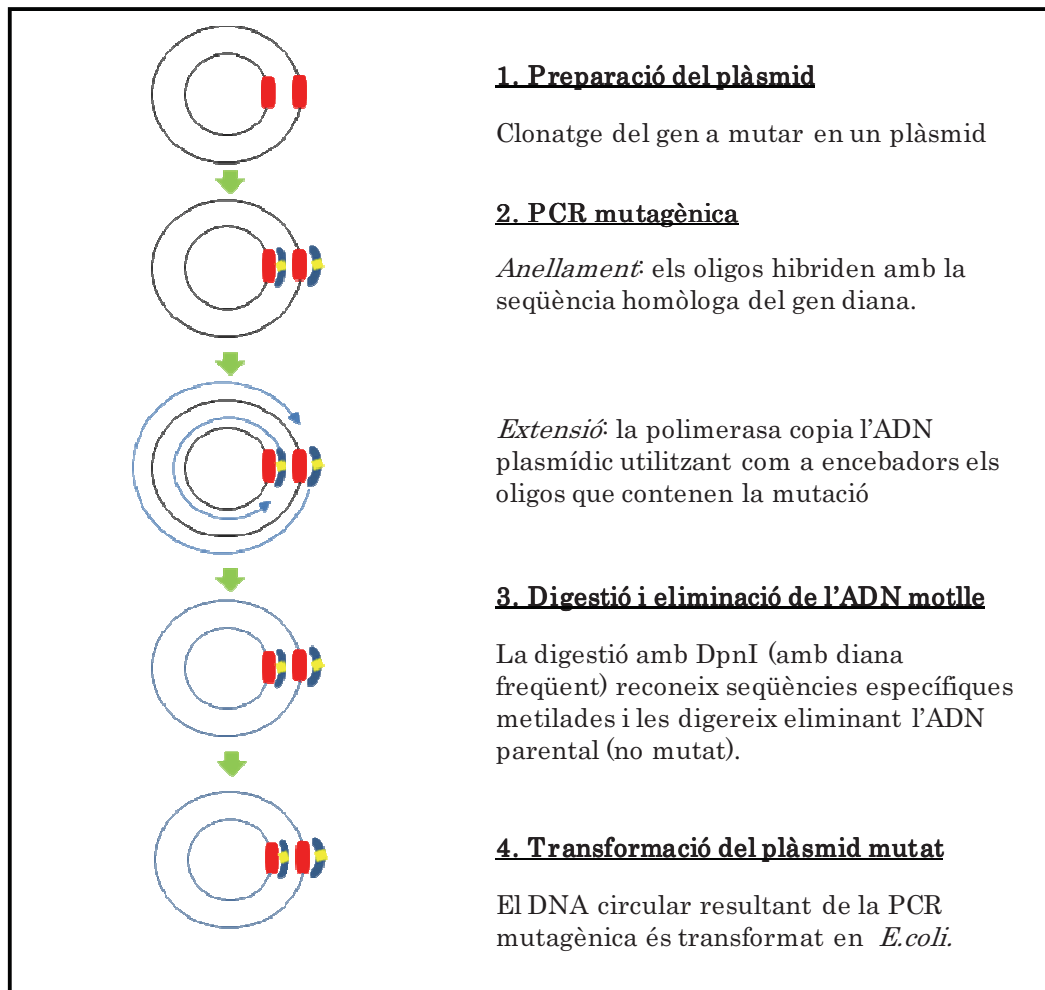 1. Preparació del plàsmid
Clonatge del gen a mutar en un plàsmid
2. PCR mutagènica
Anellament: els oligos hibriden amb la
seqüència homòloga del gen diana.
Extensió: la polimerasa copia l’ADN
plasmídic utilitzant com a encebadors els
oligos que contenen la mutació
3. Digestió i eliminació de l’ADN motlle
La digestió amb DpnI (amb diana
freqüent) reconeix seqüències específiques
metilades i les digereix eliminant l’ADN
parental (no mutat).
4. Transformació del plàsmid mutat
El DNA circular resultant de la PCR
mutagènica és transformat en E.coli.